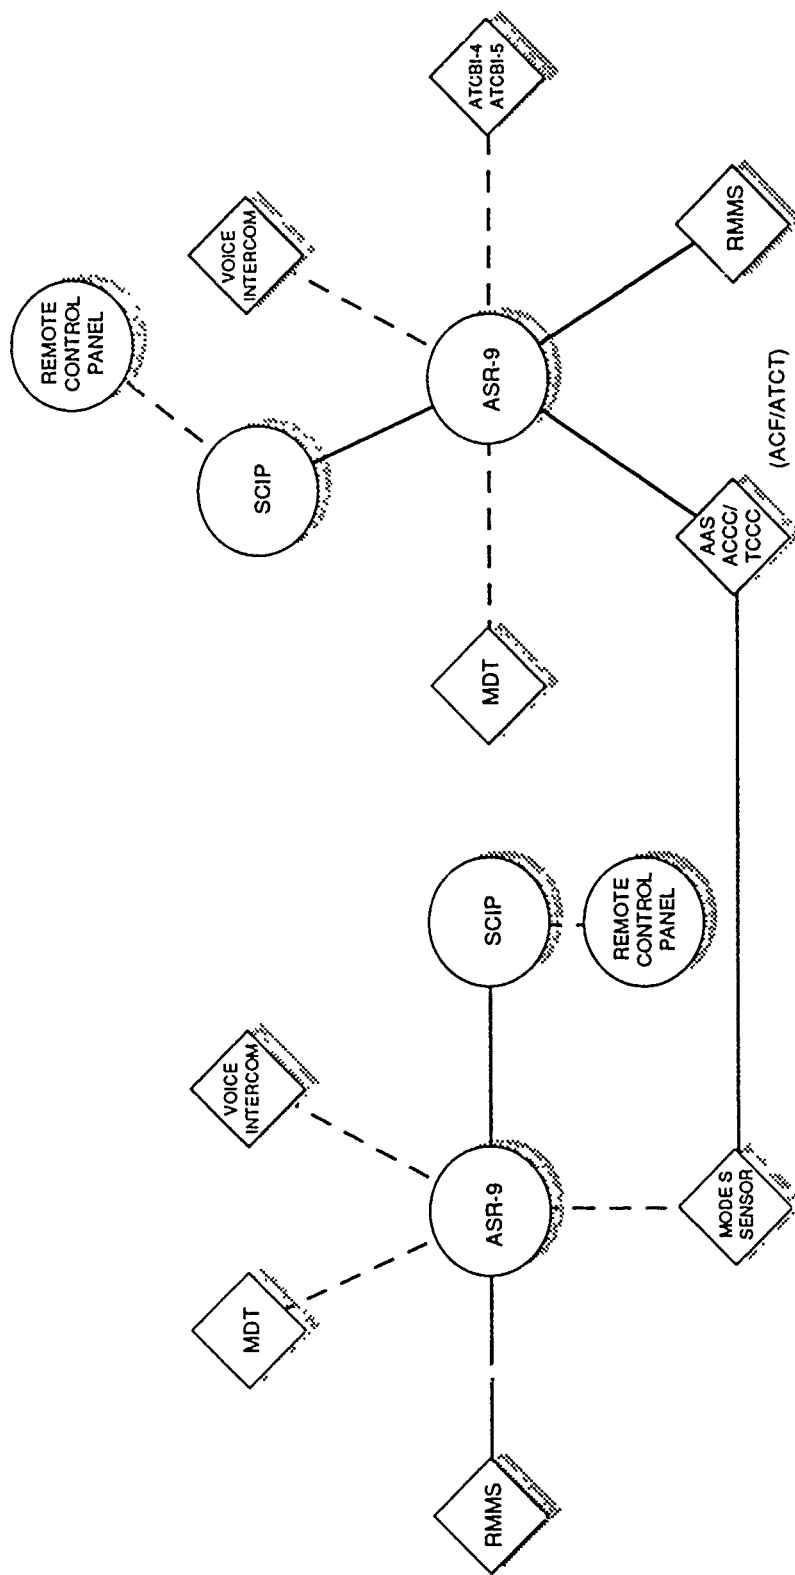 REMOTE
CONTROL
PANEL
MDT
VOICE
INTERCOM
SCIP
VOICE
INTERCOM
RMMS
ASR-9
SCIP
MDT
ASR-9
ATCBI-4
ATCBI-5
REMOTE
CONTROL
PANEL
MODE S
SENSOR
AAS
ACCC/
TCCC
RMMS
(ACF/ATCT)